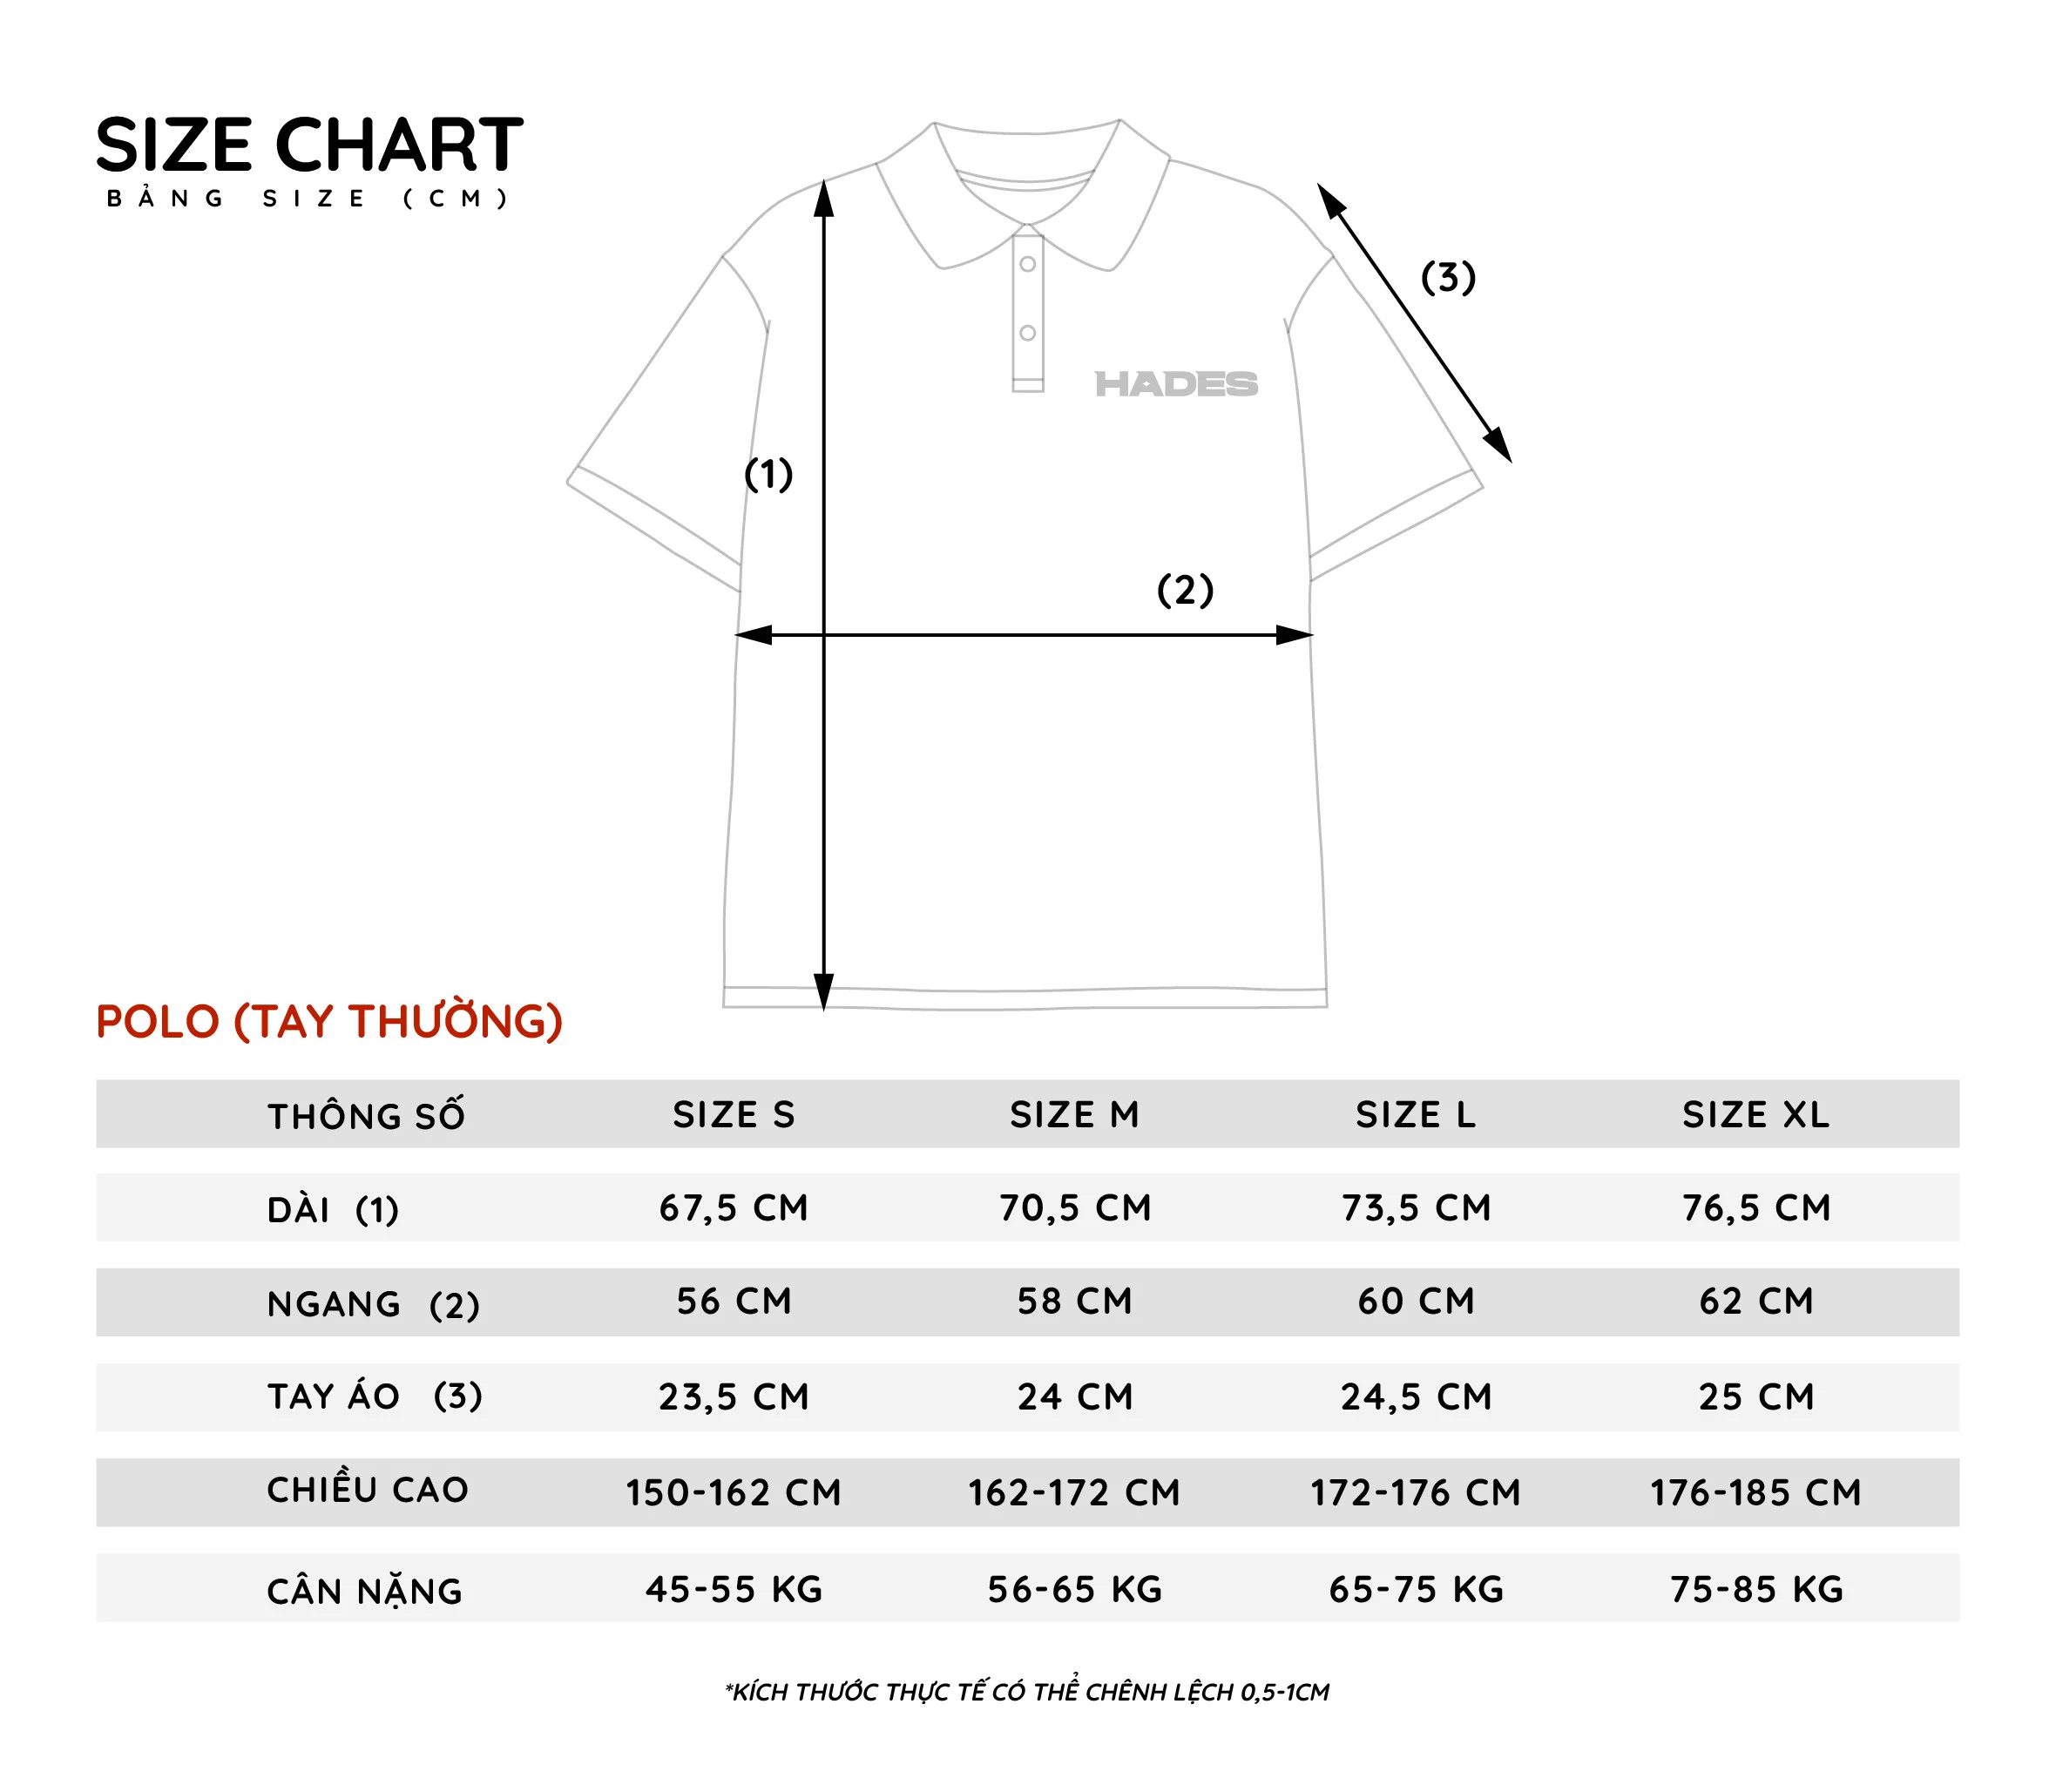 SIZE CHART
BẢNG SIZE (CM)
(3)
HADES
(1)
(2)
POLO (TAY THƯỜNG)
THÔNG SỐ SIZE S SIZE M SIZE L SIZE XL
DÀI (1) 67,5 CM 70,5 CM 73,5 CM 76,5 CM
NGANG (2) 56 CM 58 CM 60 CM 62 CM
TAY ÁO (3) 23,5 CM 24 CM 24,5 CM 25 CM
CHIỀU CAO 150-162 CM 162-172 CM 172-176 CM 176-185 CM
CÂN NẶNG 45-55 KG 56-65 KG 65-75 KG 75-85 KG
*KÍCH THƯỚC THỰC TẾ CÓ THỂ CHÊNH LỆCH 0,5-1CM